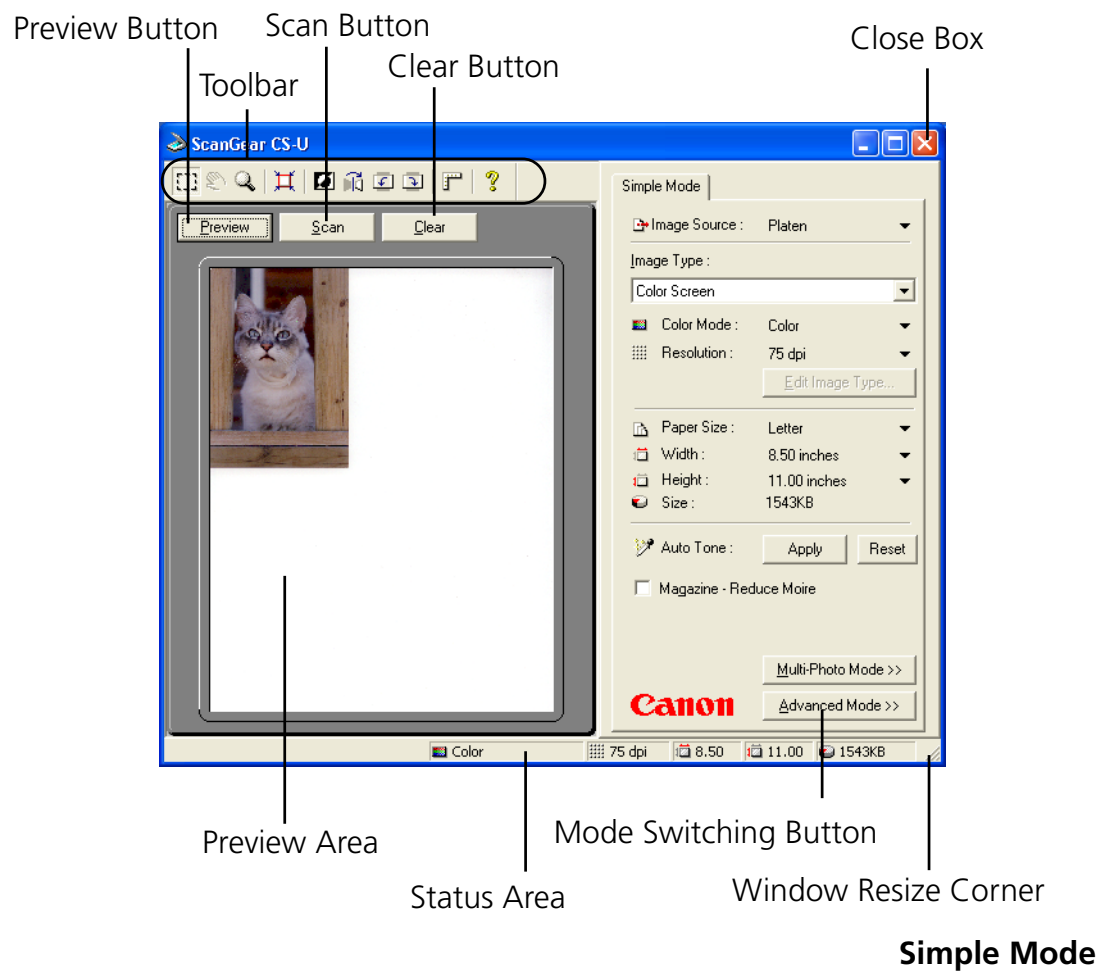 Preview Button
Scan Button
Close Box
Clear Button
Toolbar
ScanGear CS-U
Preview
Scan
Clear
Simple Mode
Image Source : Platen
Image Type :
Color Screen
Color Mode : Color
Resolution : 75 dpi
Edit Image Type...
Paper Size : Letter
Width : 8.50 inches
Height : 11.00 inches
Size : 1543KB
Auto Tone : Apply Reset
Magazine - Reduce Moire
Multi-Photo Mode >>
Canon
Advanced Mode >>
Color 75 dpi 8.50 11.00 1543KB
Preview Area
Mode Switching Button
Status Area
Window Resize Corner
Simple Mode